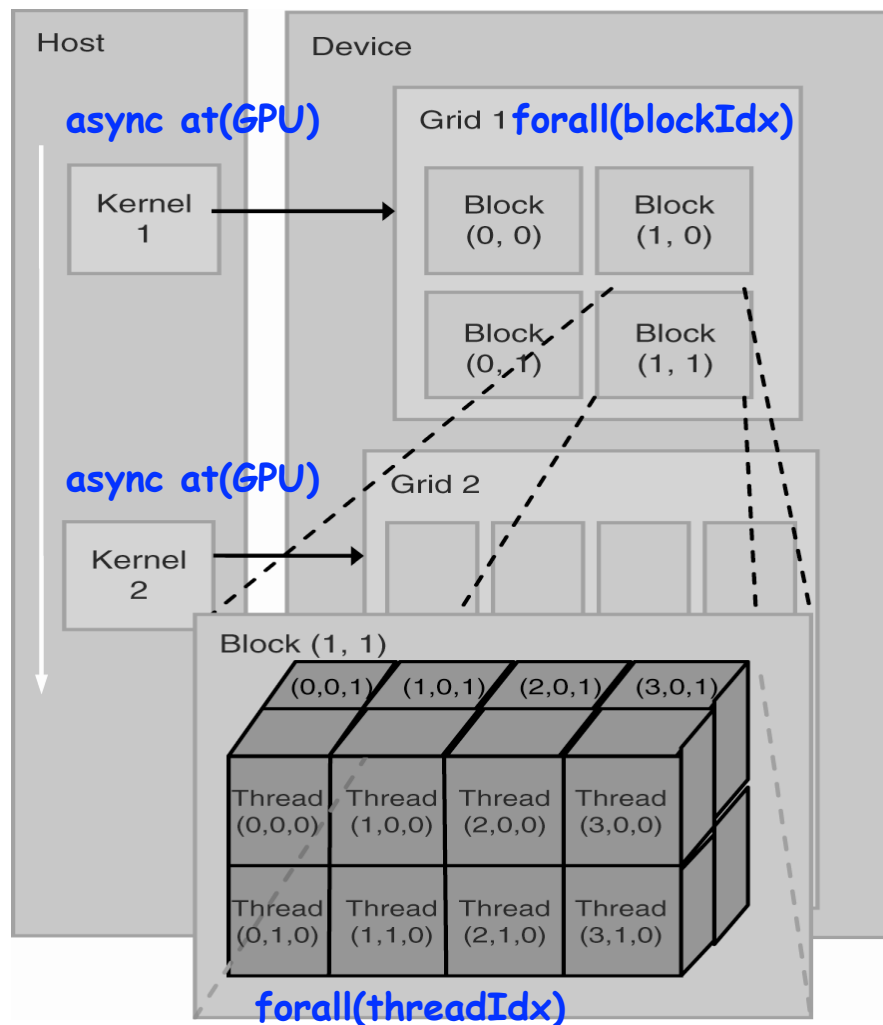 Host
Device
async at(GPU)
Grid 1 forall(blockIdx)
Kernel
1
Block
(0, 0)
Block
(1, 0)
Block
(0, 1)
Block
(1, 1)
async at(GPU)
Grid 2
Kernel
2
Block (1, 1)
(0,0,1) (1,0,1) (2,0,1) (3,0,1)
Thread
(0,0,0)
Thread
(1,0,0)
Thread
(2,0,0)
Thread
(3,0,0)
Thread
(0,1,0)
Thread
(1,1,0)
Thread
(2,1,0)
Thread
(3,1,0)
forall(threadIdx)